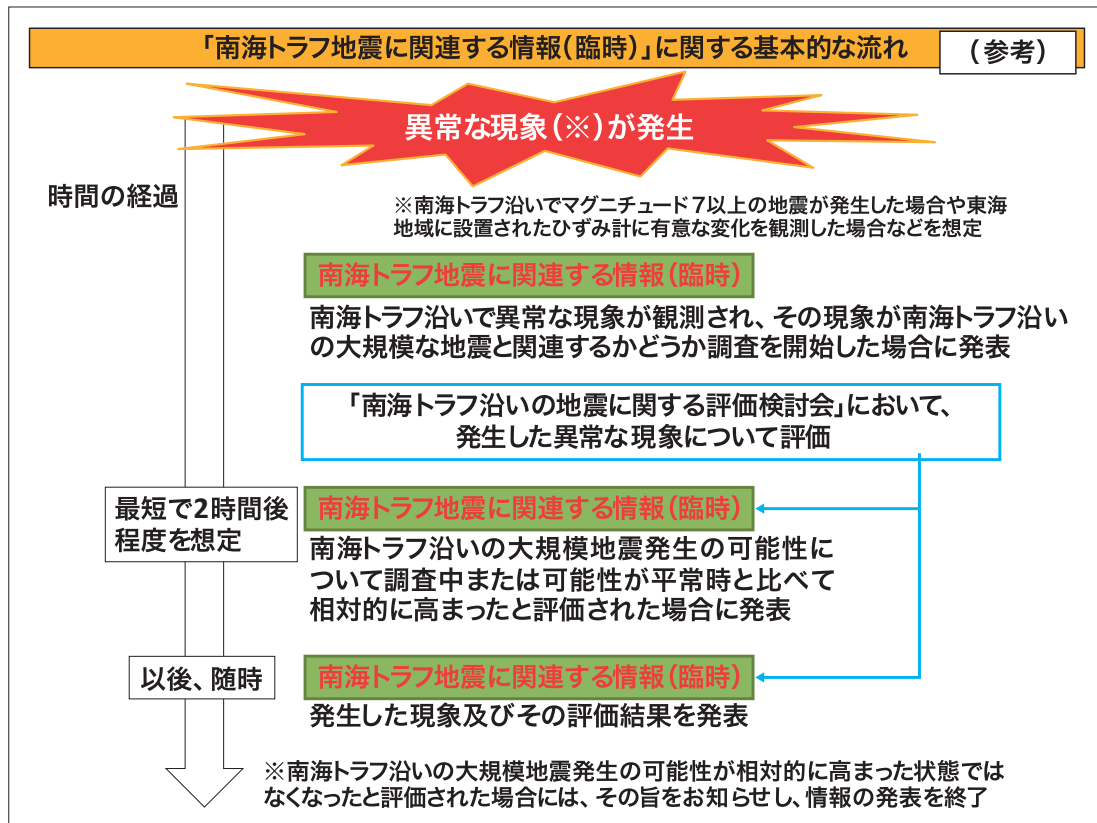 「南海トラフ地震に関連する情報（臨時）」に関する基本的な流れ
（参考）
異常な現象（※）が発生
時間の経過
※南海トラフ沿いでマグニチュード7以上の地震が発生した場合や東海
地域に設置されたひずみ計に有意な変化を観測した場合などを想定
南海トラフ地震に関連する情報（臨時）
南海トラフ沿いで異常な現象が観測され、その現象が南海トラフ沿い
の大規模な地震と関連するかどうか調査を開始した場合に発表
「南海トラフ沿いの地震に関する評価検討会」において、
発生した異常な現象について評価
最短で2時間後
程度を想定
南海トラフ地震に関連する情報（臨時）
南海トラフ沿いの大規模地震発生の可能性に
ついて調査中または可能性が平常時と比べて
相対的に高まったと評価された場合に発表
以後、随時
南海トラフ地震に関連する情報（臨時）
発生した現象及びその評価結果を発表
※南海トラフ沿いの大規模地震発生の可能性が相対的に高まった状態では
なくなったと評価された場合には、その旨をお知らせし、情報の発表を終了